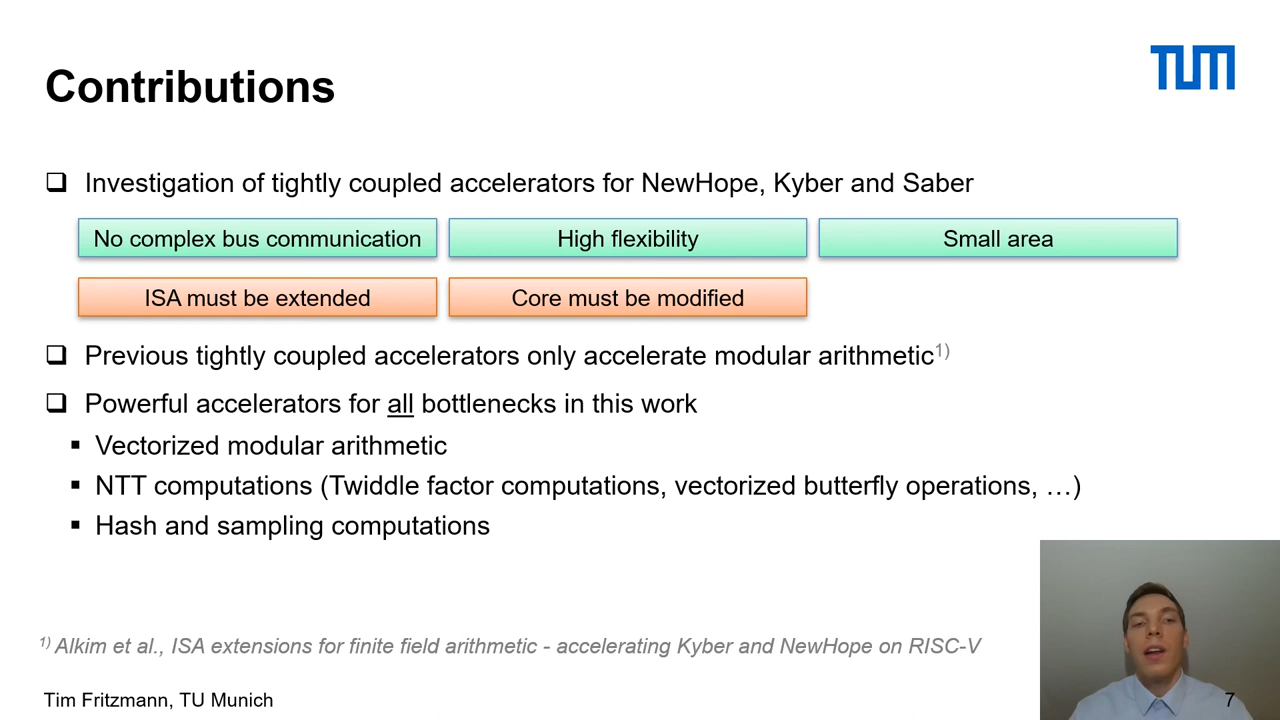 Contributions
TUM
Investigation of tightly coupled accelerators for NewHope, Kyber and Saber
No complex bus communication
High flexibility
Small area
ISA must be extended
Core must be modified
Previous tightly coupled accelerators only accelerate modular arithmetic1)
Powerful accelerators for all bottlenecks in this work
Vectorized modular arithmetic
NTT computations (Twiddle factor computations, vectorized butterfly operations, …)
Hash and sampling computations
1) Alkim et al., ISA extensions for finite field arithmetic - accelerating Kyber and NewHope on RISC-V
Tim Fritzmann, TU Munich
7